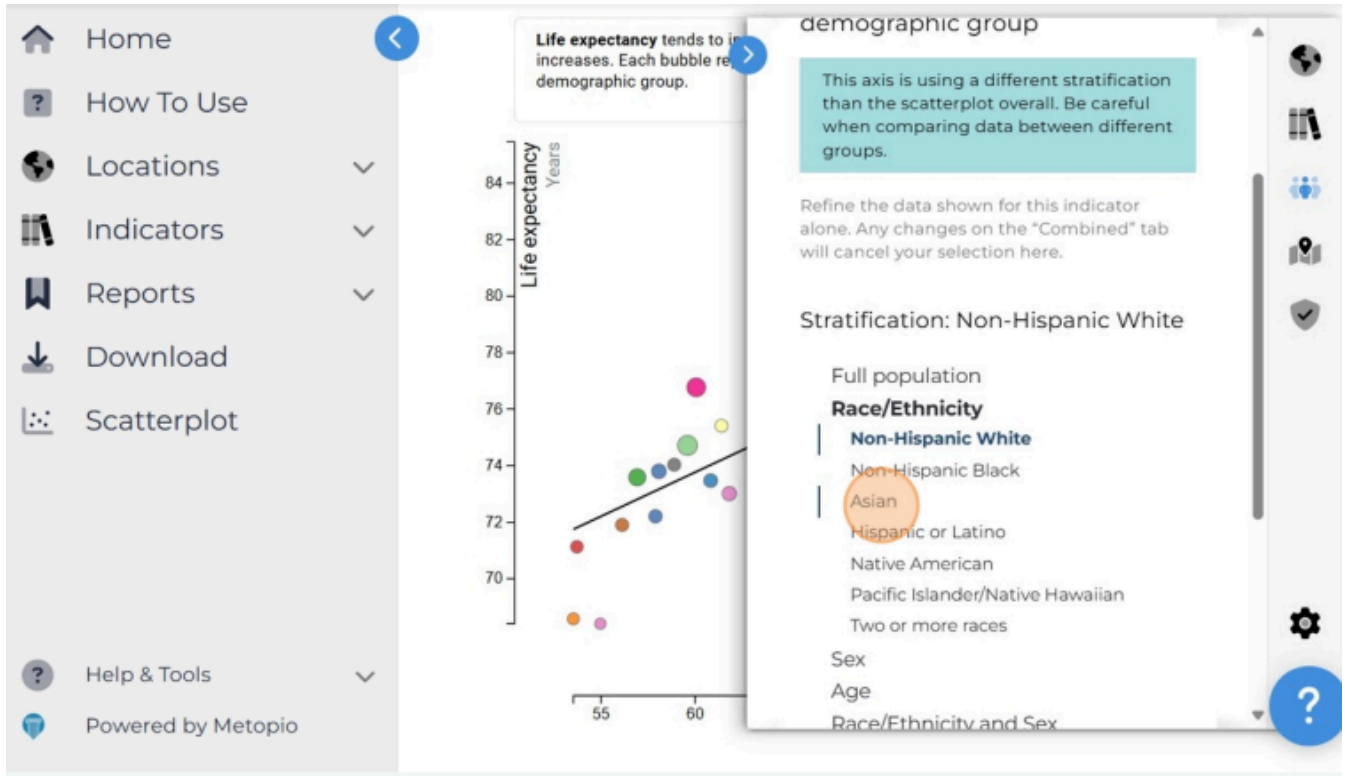 Home
How To Use
Locations
Indicators
Reports
Download
Scatterplot
Help & Tools
Powered by Metopio
Life expectancy tends to
increases. Each bubble
demographic group.
Life expectancy
Years
84
82
80
78
76
74
72
70
55
60
demographic group
This axis is using a different stratification
than the scatterplot overall. Be careful
when comparing data between different
groups.
Refine the data shown for this indicator
alone. Any changes on the “Combined” tab
will cancel your selection here.
Stratification: Non-Hispanic White
Full population
Race/Ethnicity
Non-Hispanic White
Non-Hispanic Black
Asian
Hispanic or Latino
Native American
Pacific Islander/Native Hawaiian
Two or more races
Sex
Age
Race/Ethnicity and Sex
?